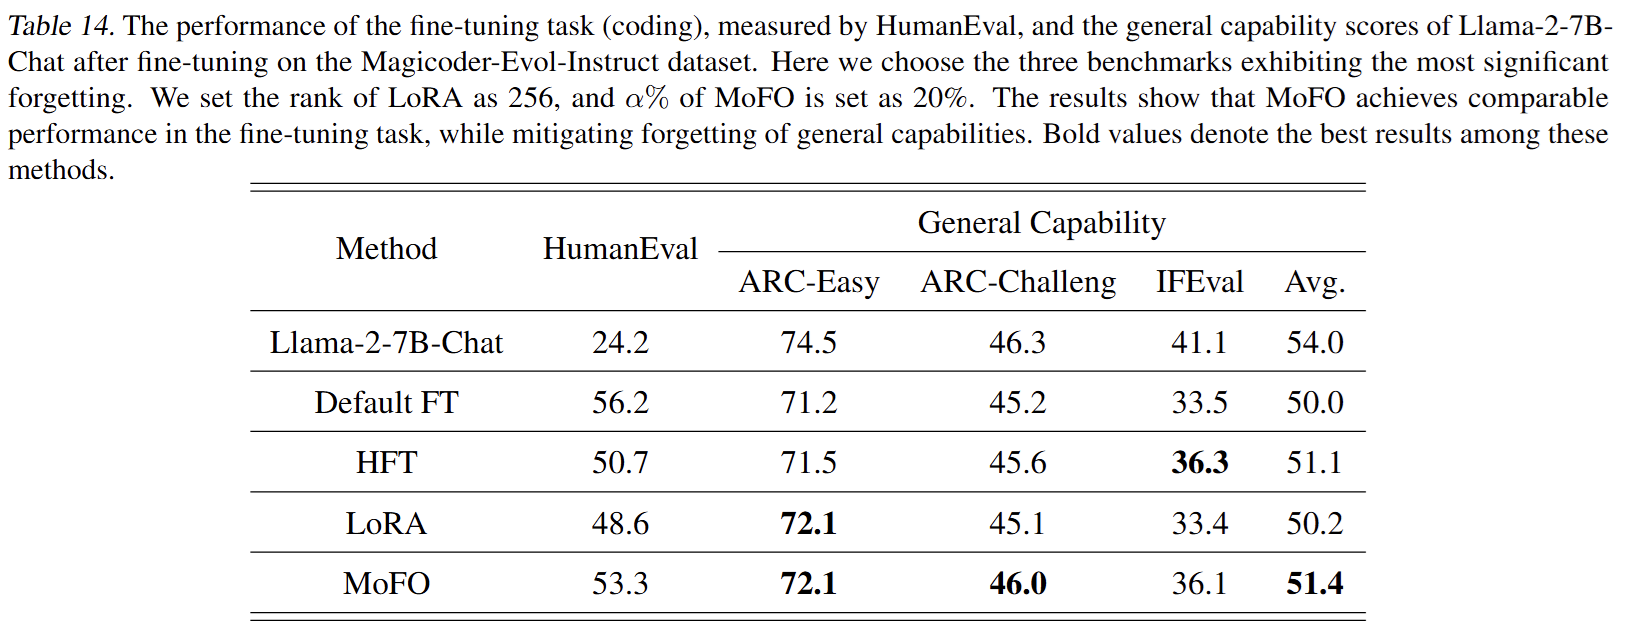 Table 14. The performance of the fine-tuning task (coding), measured by HumanEval, and the general capability scores of Llama-2-7B-
Chat after fine-tuning on the Magicoder-Evol-Instruct dataset. Here we choose the three benchmarks exhibiting the most significant
forgetting. We set the rank of LoRA as 256, and α% of MoFO is set as 20%. The results show that MoFO achieves comparable
performance in the fine-tuning task, while mitigating forgetting of general capabilities. Bold values denote the best results among these
methods.
Method HumanEval General Capability
ARC-Easy ARC-Challeng IFEval Avg.
Llama-2-7B-Chat 24.2 74.5 46.3 41.1 54.0
Default FT 56.2 71.2 45.2 33.5 50.0
HFT 50.7 71.5 45.6 36.3 51.1
LoRA 48.6 72.1 45.1 33.4 50.2
MoFO 53.3 72.1 46.0 36.1 51.4